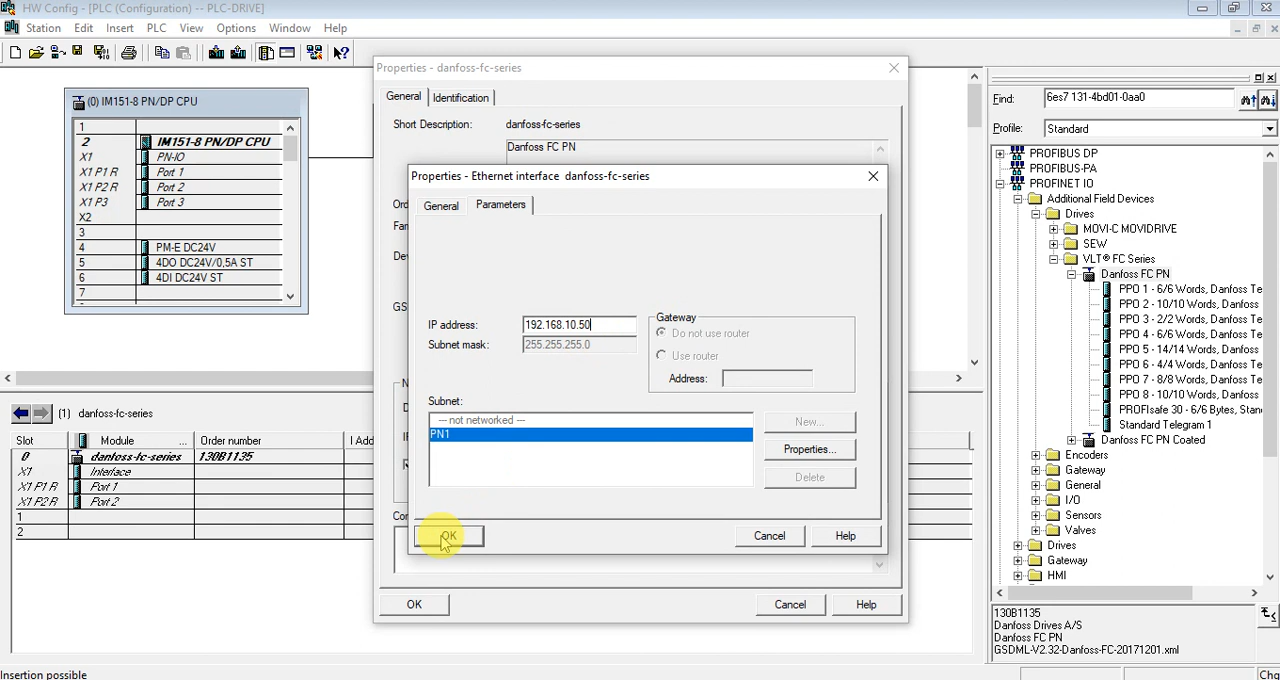 HW Config - [PLC (Configuration) -- PLC-DRIVE]
Station Edit Insert PLC View Options Window Help
(0) IM151-8 PN/DP CPU
1
2 IM151-8 PN/DP CPU
X1 PN-IO
X1 P1 R Port 1
X1 P2 R Port 2
X1 P3 Port 3
X2
3
4 PM-E DC24V
5 4DO DC24V/0,5A ST
6 4DI DC24V ST
7
Properties - danfoss-fc-series
General Identification
Short Description: danfoss-fc-series
Danfoss FC PN
Ord
Fam
Dev
GS
Properties - Ethernet interface danfoss-fc-series
General Parameters
IP address: 192.168.10.50
Subnet mask: 255.255.255.0
Gateway
Do not use router
Use router
Address:
Subnet:
--- not networked ---
PN1
New...
Properties...
Delete
OK Cancel Help
Con
OK Cancel Help
(1) danfoss-fc-series
Slot Module ... Order number I Add
0 danfoss-fc-series 130B1135
X1 Interface
X1 P1 R Port 1
X1 P2 R Port 2
1
2
Find: 6es7 131-4bd01-0aa0
Profile: Standard
PROFIBUS DP
PROFIBUS-PA
PROFINET IO
Additional Field Devices
Drives
MOVI-C MOVIDRIVE
SEW
VLT® FC Series
Danfoss FC PN
PPO 1 - 6/6 Words, Danfoss Te
PPO 2 - 10/10 Words, Danfoss
PPO 3 - 2/2 Words, Danfoss Te
PPO 4 - 6/6 Words, Danfoss Te
PPO 5 - 14/14 Words, Danfoss
PPO 6 - 4/4 Words, Danfoss Te
PPO 7 - 8/8 Words, Danfoss Te
PPO 8 - 10/10 Words, Danfoss
PROFIsafe 30 - 6/6 Bytes, Stan
Standard Telegram 1
Danfoss FC PN Coated
Encoders
Gateway
General
I/O
Sensors
Valves
Drives
Gateway
HMI
130B1135
Danfoss Drives A/S
Danfoss FC PN
GSDML-V2.32-Danfoss-FC-20171201.xml
Insertion possible
Chg